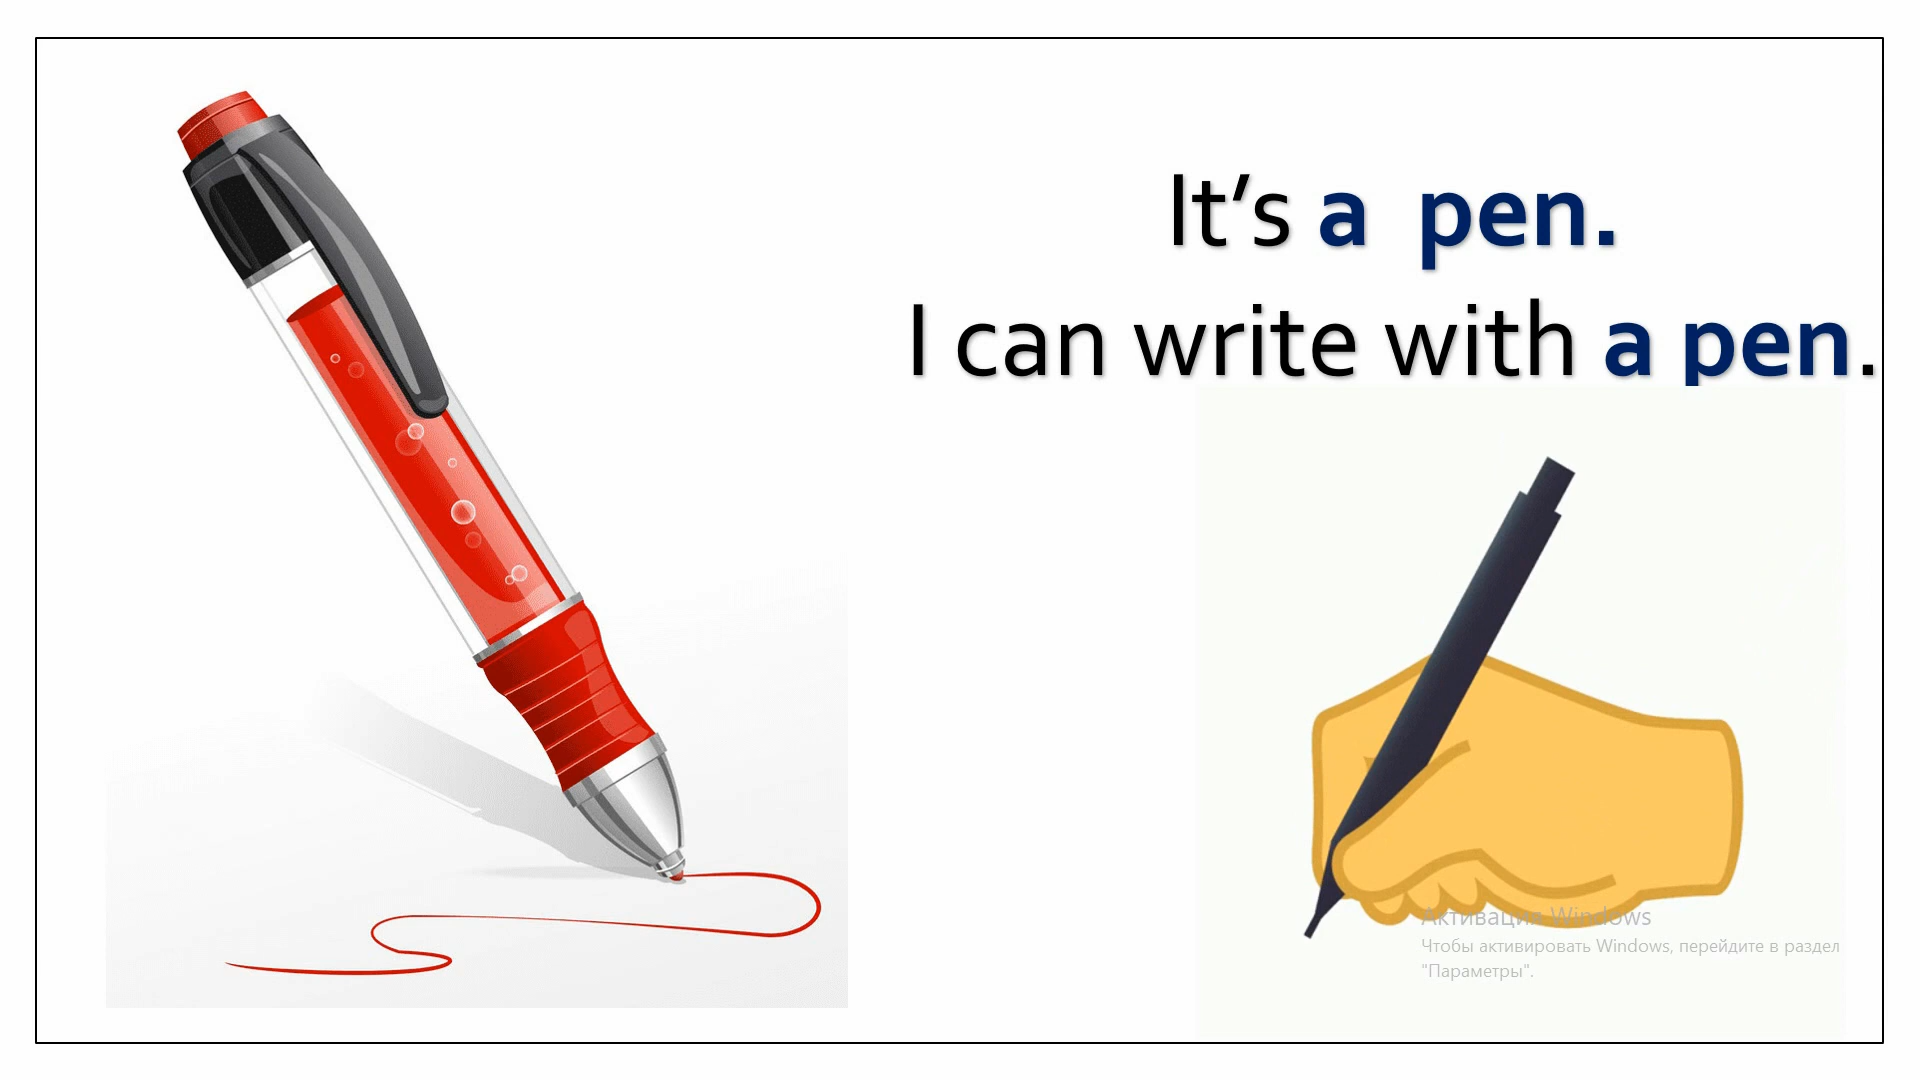 It’s a pen.
I can write with a pen.
Активация Windows
Чтобы активировать Windows, перейдите в раздел
"Параметры".